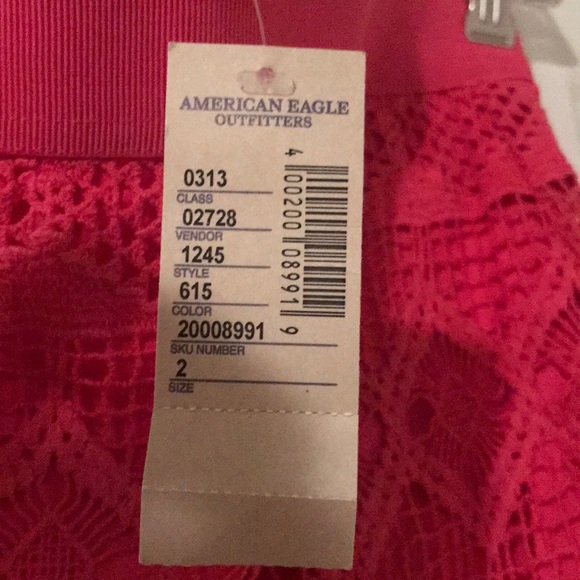 AMERICAN EAGLE
OUTFITTERS
0313
CLASS
02728
VENDOR
1245
STYLE
615
COLOR
20008991
SKU NUMBER
2
SIZE
4 00200 08991 9